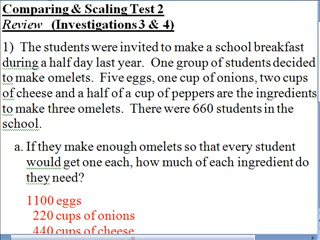 Comparing & Scaling Test 2
Review (Investigations 3 & 4)
1) The students were invited to make a school breakfast
during a half day last year. One group of students decided
to make omelets. Five eggs, one cup of onions, two cups
of cheese and a half of a cup of peppers are the ingredients
to make three omelets. There were 660 students in the
school.
a. If they make enough omelets so that every student
would get one each, how much of each ingredient do
they need?
1100 eggs
220 cups of onions
440 cups of cheese